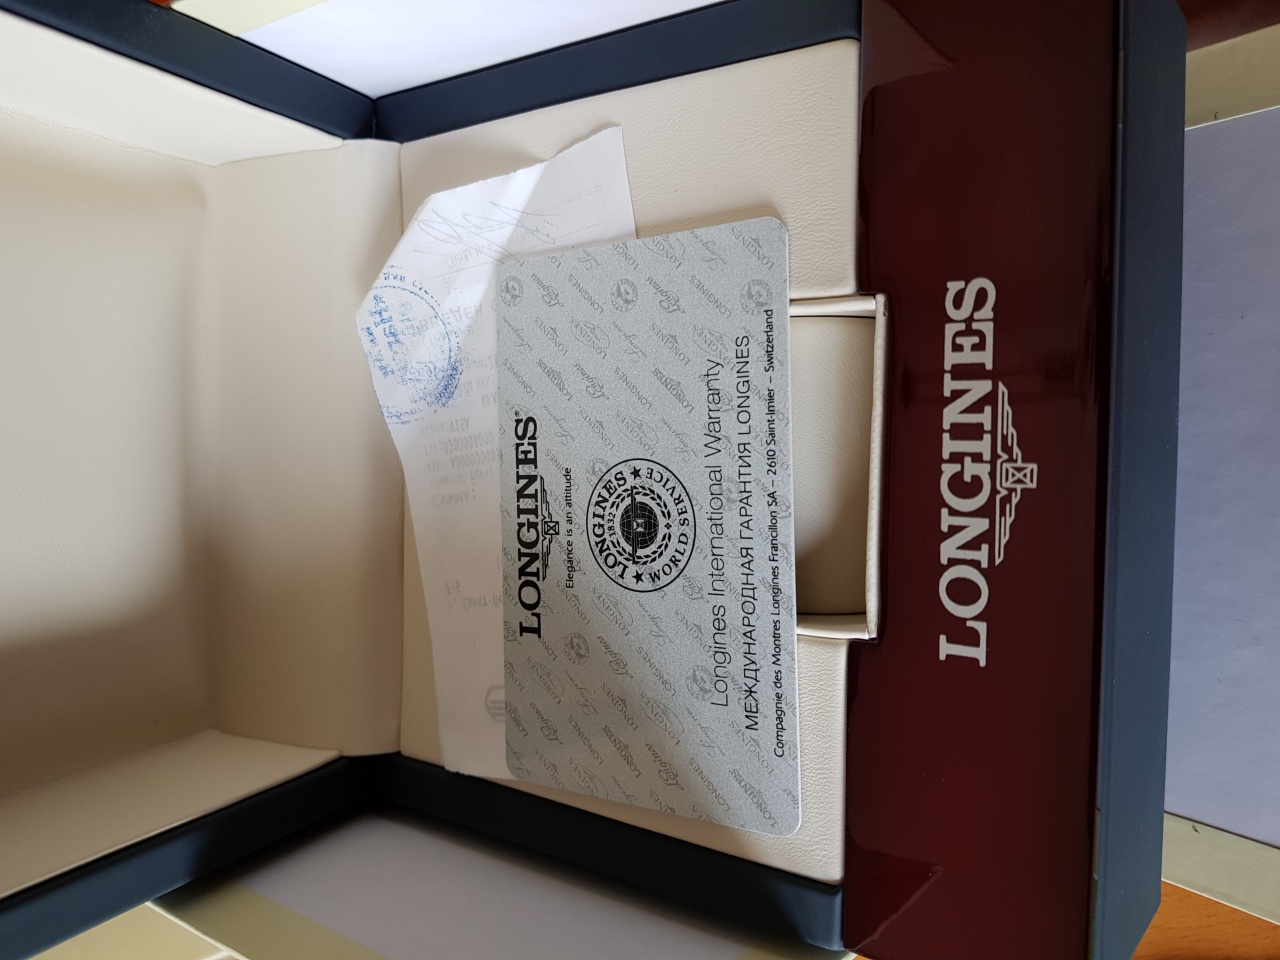 LONGINES®
Elegance is an attitude
LONGINES
1832
WORLD SERVICE
Longines International Warranty
МЕЖДУНАРОДНАЯ ГАРАНТИЯ LONGINES
Compagnie des Montres Longines Francillon SA – 2610 Saint-Imier – Switzerland
LONGINES